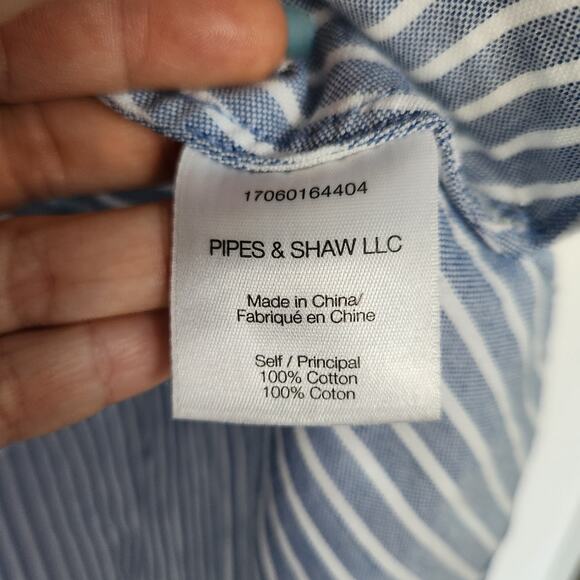 17060164404
PIPES & SHAW LLC
Made in China/
Fabriqué en Chine
Self / Principal
100% Cotton
100% Coton